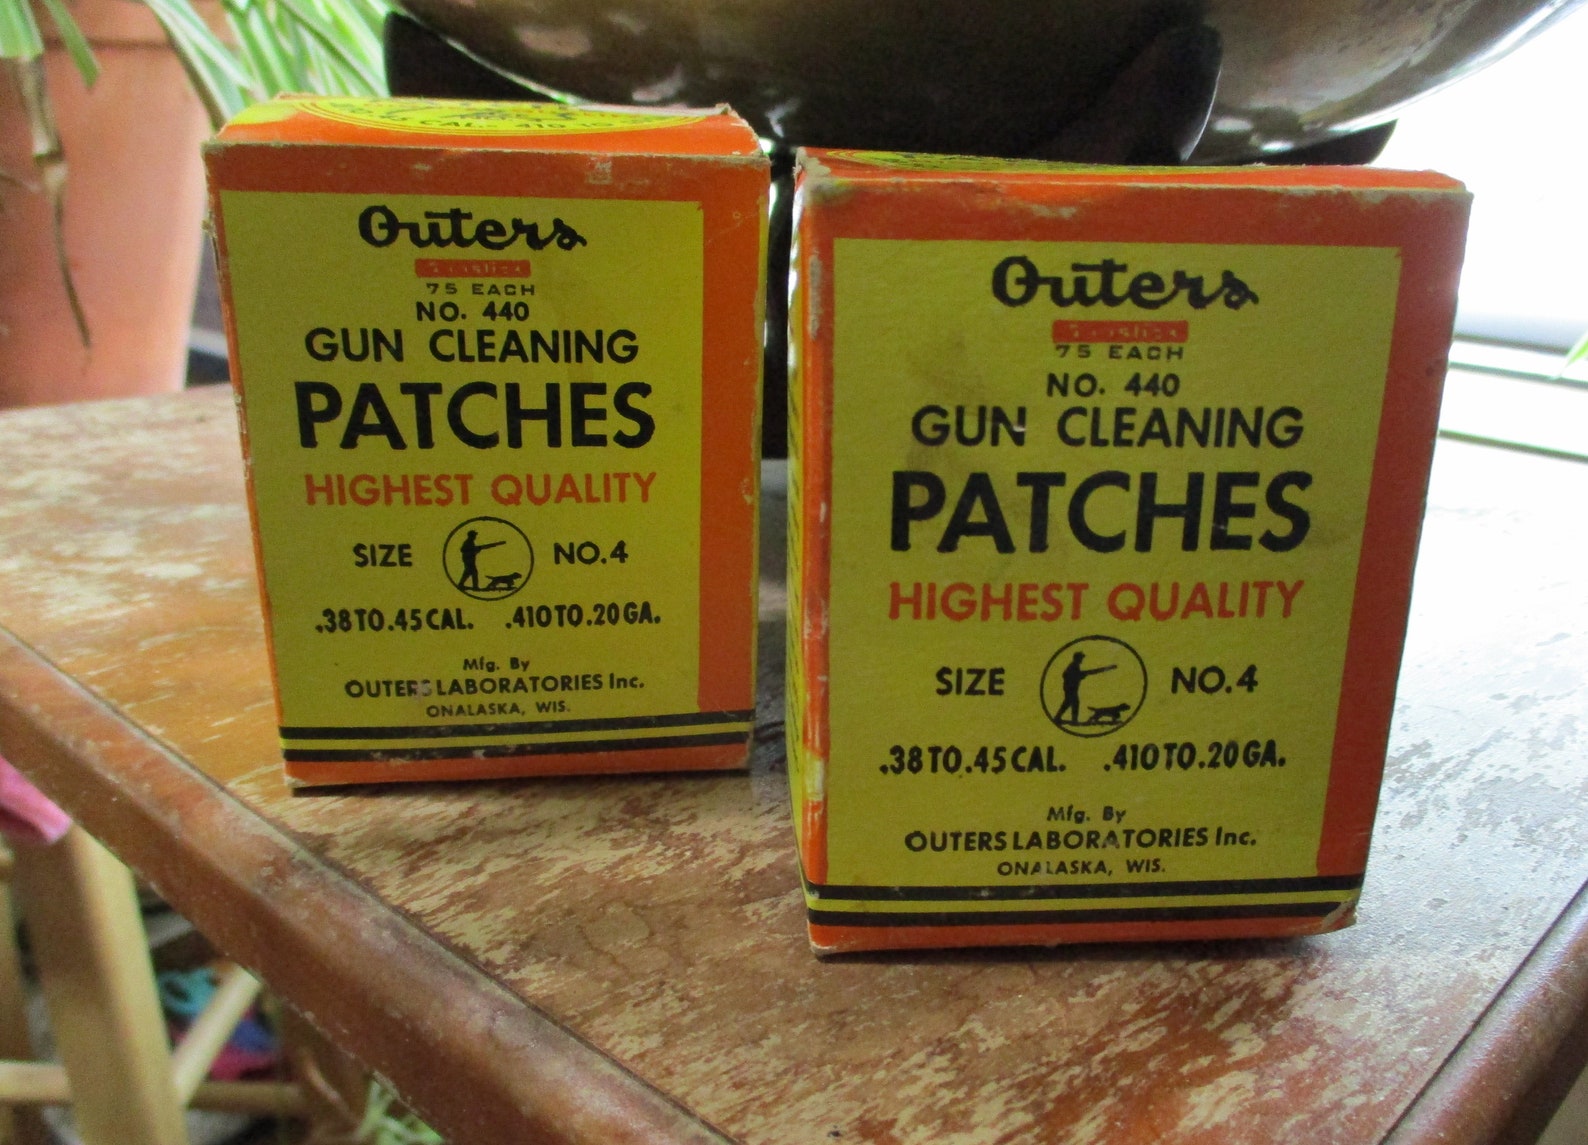 CAL. - 410
Outers
75 EACH
NO. 440
GUN CLEANING
PATCHES
HIGHEST QUALITY
SIZE NO.4
.38 TO .45 CAL. .410 TO .20 GA.
Mfg. By
OUTERS LABORATORIES Inc.
ONALASKA, WIS.
Outers
75 EACH
NO. 440
GUN CLEANING
PATCHES
HIGHEST QUALITY
SIZE NO.4
.38 TO .45 CAL. .410 TO .20 GA.
Mfg. By
OUTERS LABORATORIES Inc.
ONALASKA, WIS.